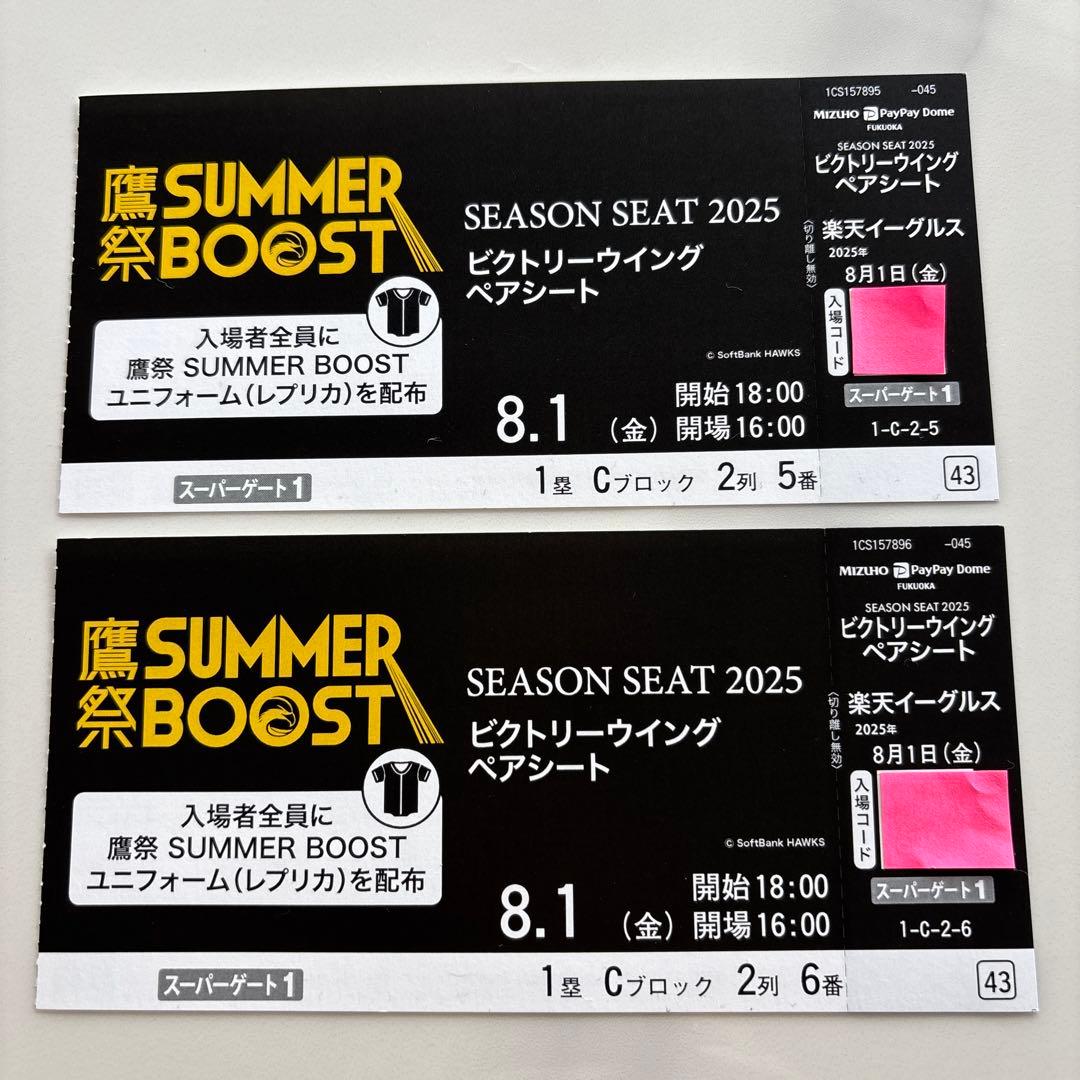 鷹祭 SUMMER BOOST
入場者全員に
鷹祭 SUMMER BOOST
ユニフォーム(レプリカ)を配布
スーパーゲート1
SEASON SEAT 2025
ビクトリーウイング
ペアシート
© SoftBank HAWKS
8.1 (金) 開始18:00
開場16:00
1塁 Cブロック 2列 5番
1CS157895 -045
MIZUHO PayPay Dome
FUKUOKA
SEASON SEAT 2025
ビクトリーウイング
ペアシート
〈切り離し無効〉
楽天イーグルス
2025年
8月1日(金)
入場コード
スーパーゲート1
1-C-2-5
43
鷹祭 SUMMER BOOST
入場者全員に
鷹祭 SUMMER BOOST
ユニフォーム(レプリカ)を配布
スーパーゲート1
SEASON SEAT 2025
ビクトリーウイング
ペアシート
© SoftBank HAWKS
8.1 (金) 開始18:00
開場16:00
1塁 Cブロック 2列 6番
1CS157896 -045
MIZUHO PayPay Dome
FUKUOKA
SEASON SEAT 2025
ビクトリーウイング
ペアシート
〈切り離し無効〉
楽天イーグルス
2025年
8月1日(金)
入場コード
スーパーゲート1
1-C-2-6
43